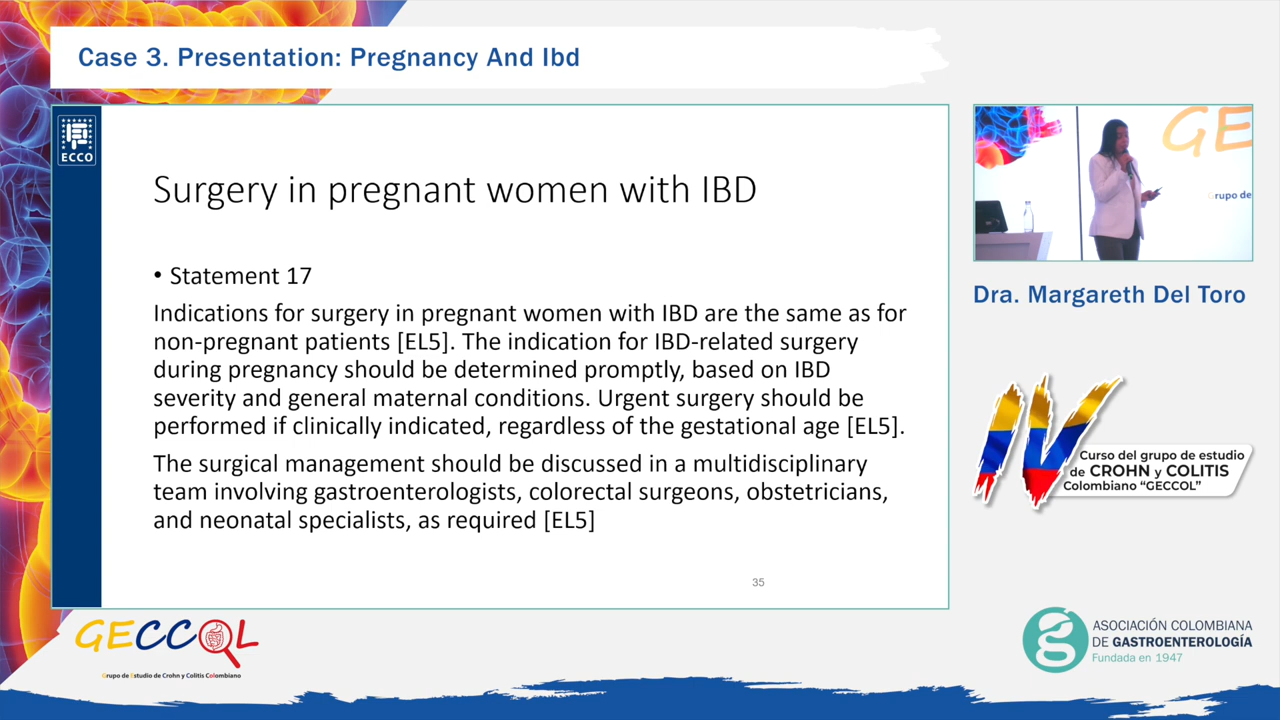 Case 3. Presentation: Pregnancy And Ibd
ECCO
Surgery in pregnant women with IBD
• Statement 17
Indications for surgery in pregnant women with IBD are the same as for
non-pregnant patients [EL5]. The indication for IBD-related surgery
during pregnancy should be determined promptly, based on IBD
severity and general maternal conditions. Urgent surgery should be
performed if clinically indicated, regardless of the gestational age [EL5].
The surgical management should be discussed in a multidisciplinary
team involving gastroenterologists, colorectal surgeons, obstetricians,
and neonatal specialists, as required [EL5]
35
GE
Grupo de
Dra. Margareth Del Toro
IV
Curso del grupo de estudio
de CROHN y COLITIS
Colombiano “GECCOL”
GECCOL
Grupo de Estudio de Crohn y Colitis Colombiano
ASOCIACIÓN COLOMBIANA
DE GASTROENTEROLOGÍA
Fundada en 1947